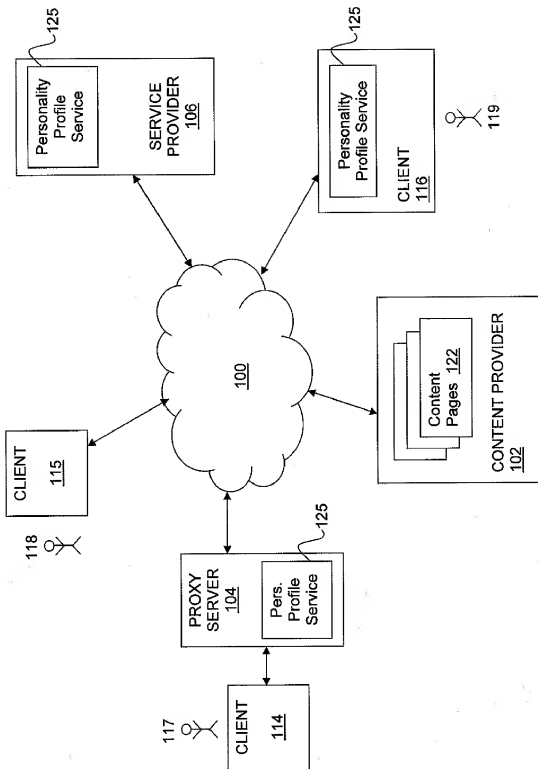 117
CLIENT
114
PROXY
SERVER
104
Pers.
Profile
Service
125
118
CLIENT
115
100
CONTENT PROVIDER
102
Content
Pages 122
SERVICE
PROVIDER
106
Personality
Profile
Service
125
CLIENT
116
Personality
Profile Service
125
119